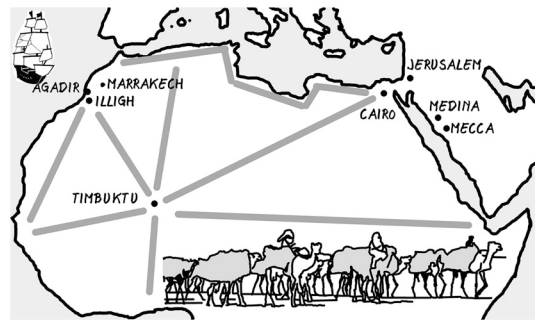 JERUSALEM
MARRAKECH
AGADIR
ILLIGH
MEDINA
CAIRO
MECCA
TIMBUKTU